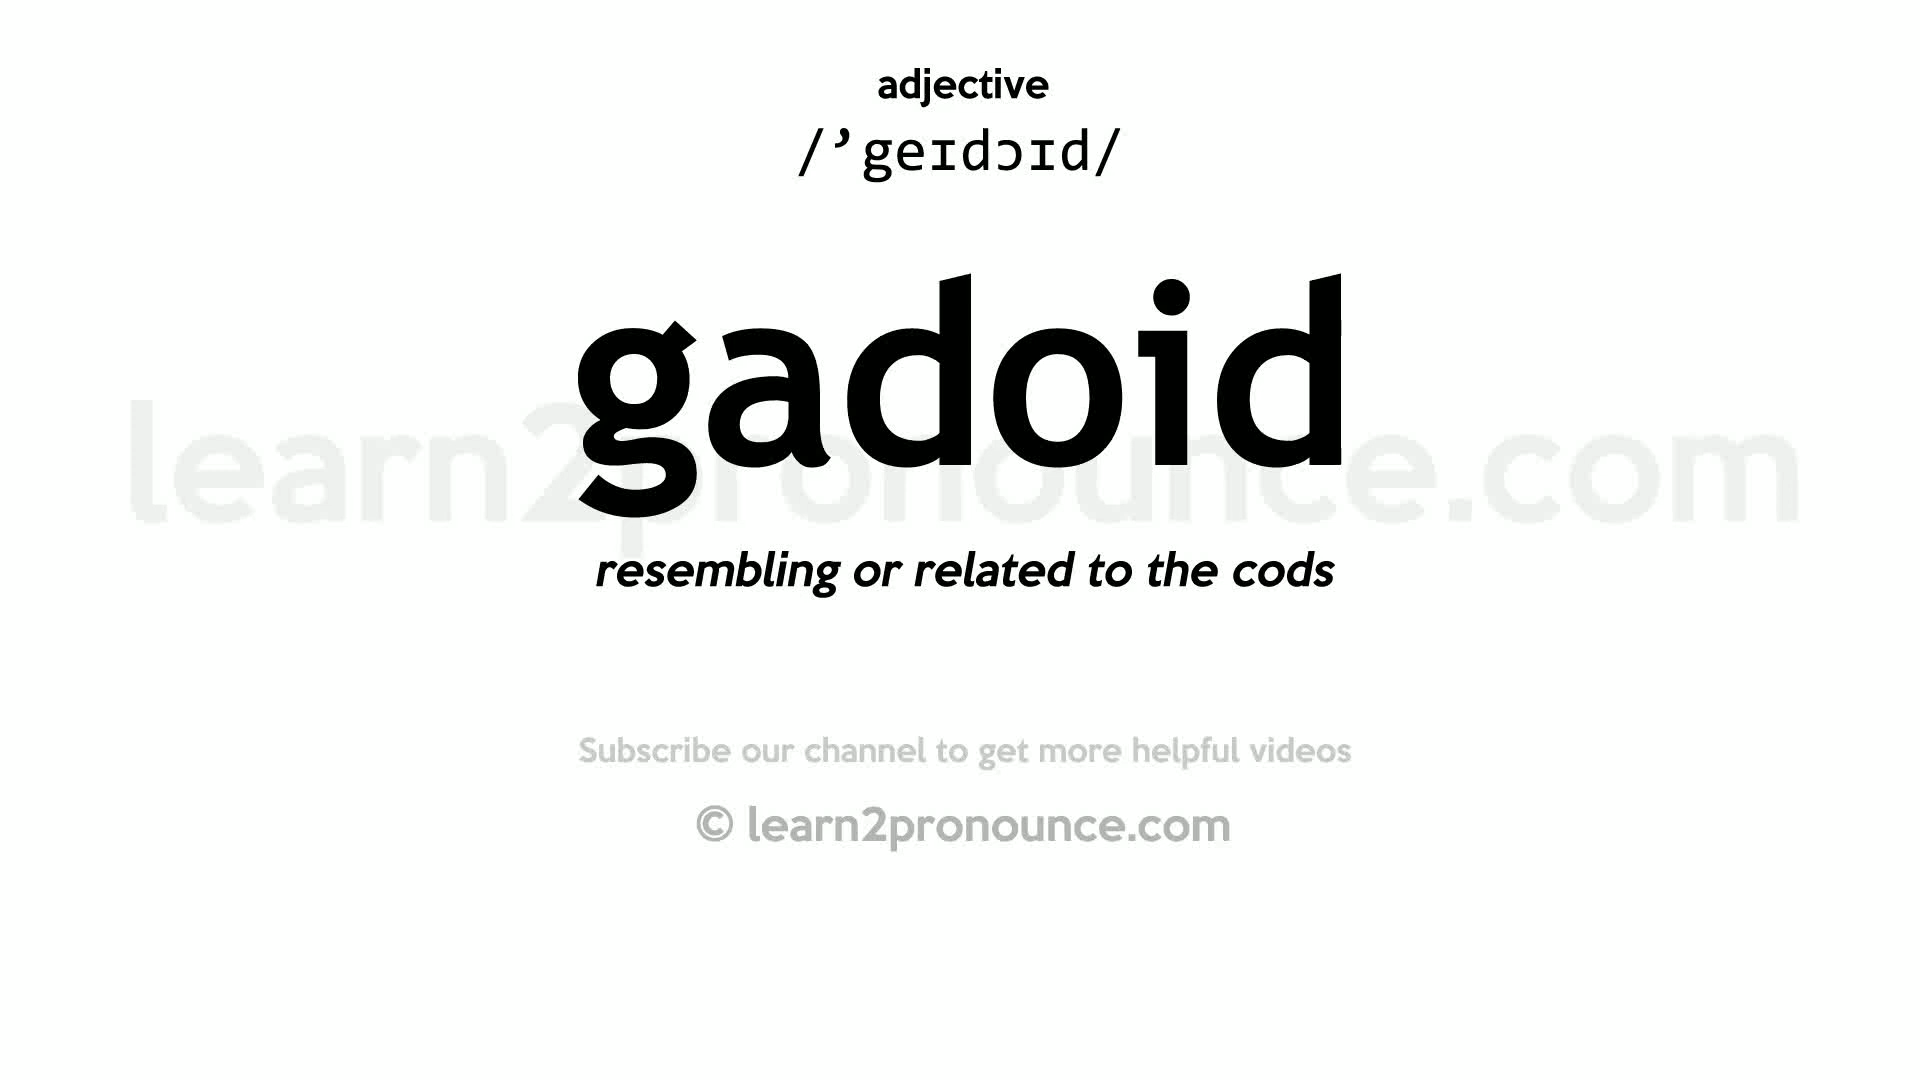 adjective
/’ɡeɪdɔɪd/
gadoid
learn2pronounce.com
resembling or related to the cods
Subscribe our channel to get more helpful videos
© learn2pronounce.com